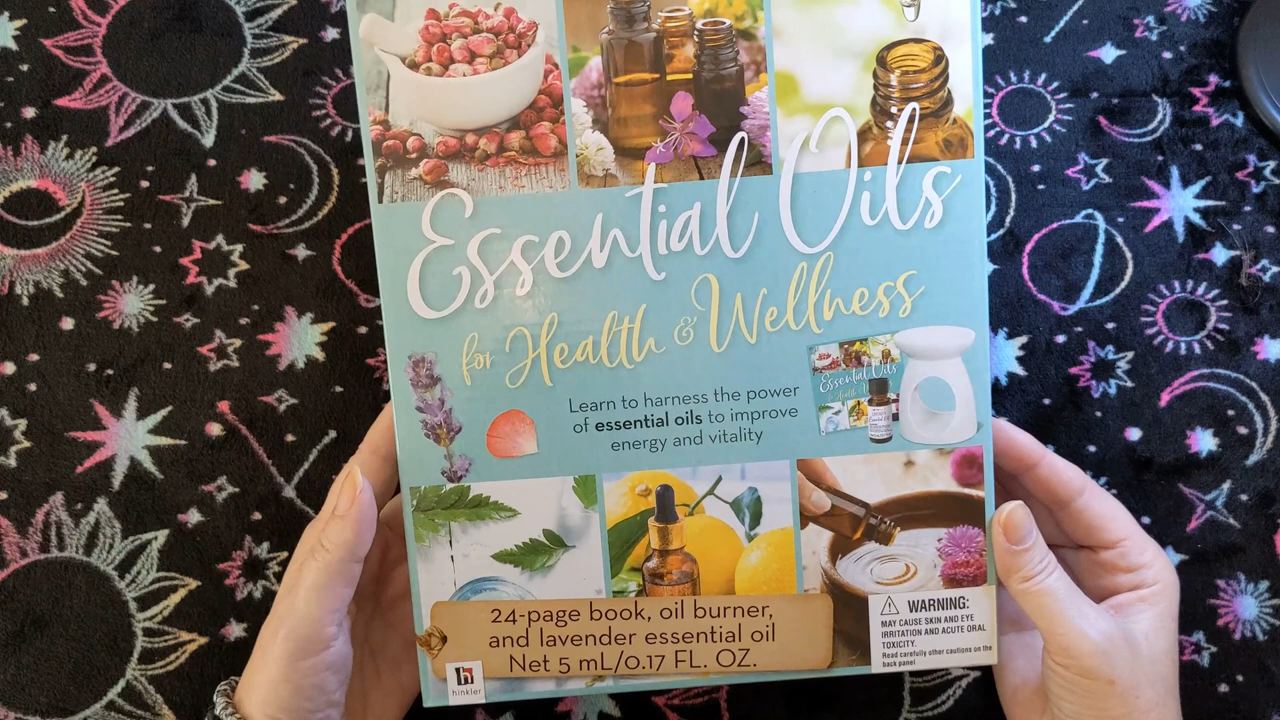 Essential Oils
for Health & Wellness
Learn to harness the power
of essential oils to improve
energy and vitality
Essential Oils
24-page book, oil burner,
and lavender essential oil
Net 5 mL/0.17 FL. OZ.
hinkler
WARNING:
MAY CAUSE SKIN AND EYE
IRRITATION AND ACUTE ORAL
TOXICITY.
Read carefully other cautions on the
back panel